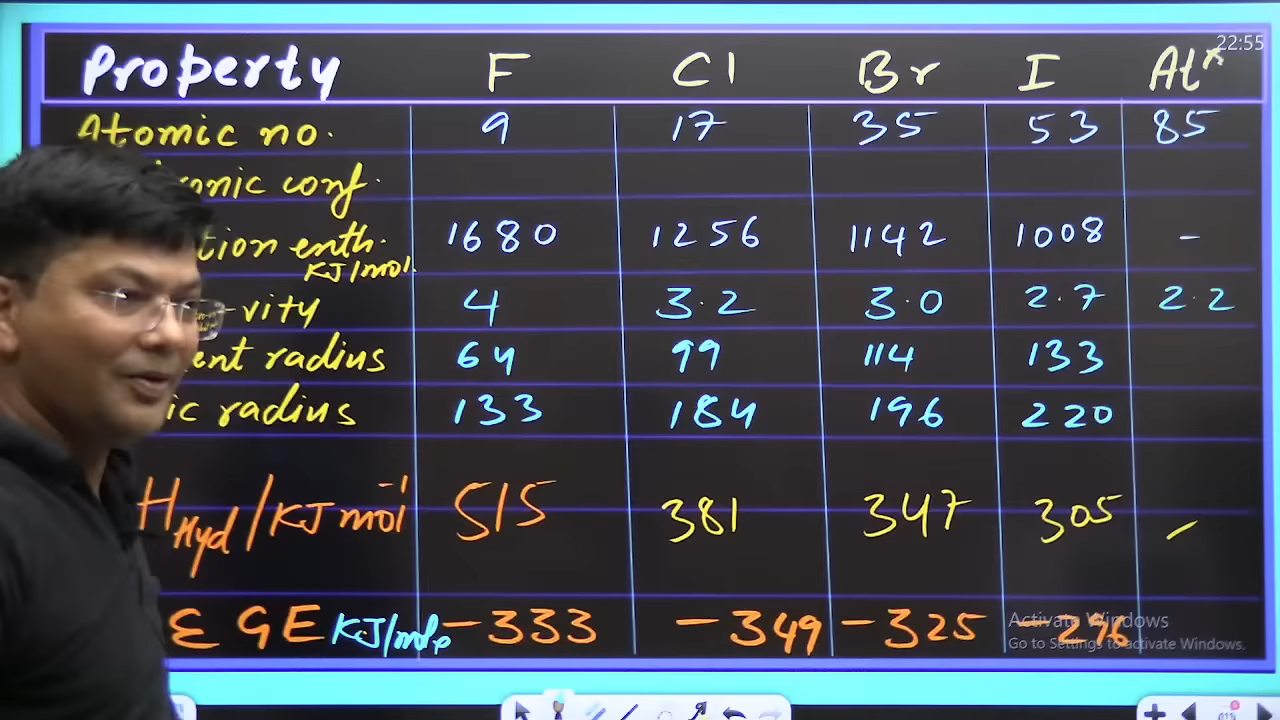 22:55
Property F Cl Br I At*
Atomic no. 9 17 35 53 85
onic conf.
tion enth. 1680 1256 1142 1008 -
KJ/mol.
-vity 4 3.2 3.0 2.7 2.2
ent radius 64 99 114 133
ic radius 133 184 196 220
H Hyd/KJ mol⁻¹ 515 381 347 305 -
EGE KJ/mole -333 -349 -325 -296
Activate Windows
Go to Settings to activate Windows.